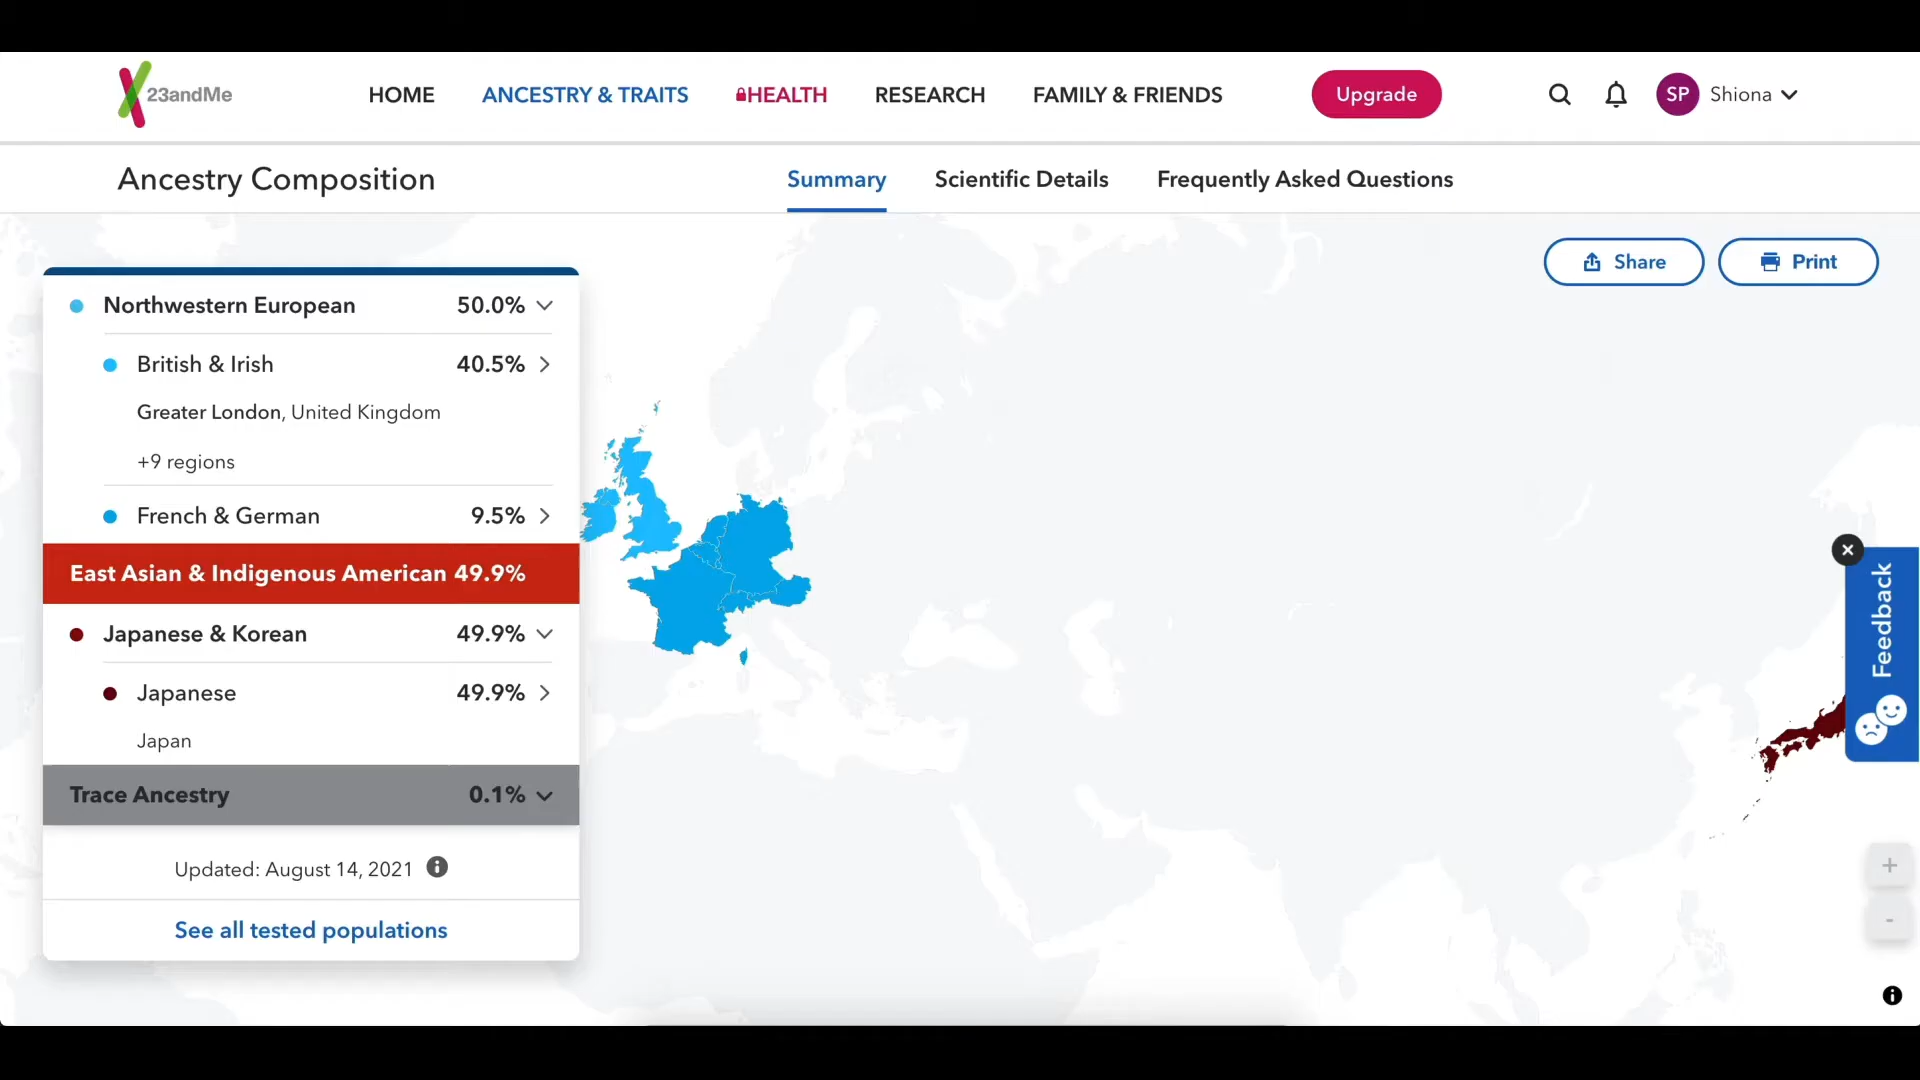 23andMe
HOME
ANCESTRY & TRAITS
HEALTH
RESEARCH
FAMILY & FRIENDS
Upgrade
SP
Shiona
Ancestry Composition
Summary
Scientific Details
Frequently Asked Questions
Share
Print
Northwestern European 50.0%
British & Irish 40.5%
Greater London, United Kingdom
+9 regions
French & German 9.5%
East Asian & Indigenous American 49.9%
Japanese & Korean 49.9%
Japanese 49.9%
Japan
Trace Ancestry 0.1%
Updated: August 14, 2021
See all tested populations
Feedback
+
-